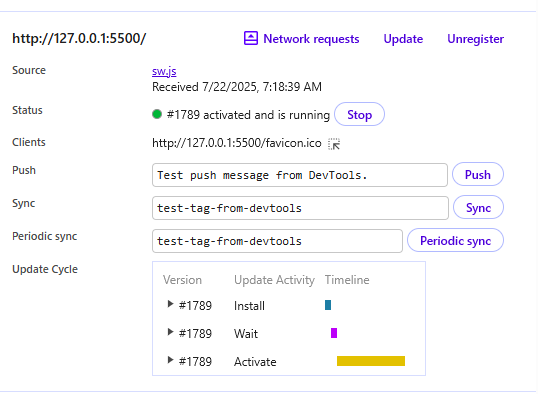 http://127.0.0.1:5500/ Network requests Update Unregister
Source sw.js
Received 7/22/2025, 7:18:39 AM
Status #1789 activated and is running Stop
Clients http://127.0.0.1:5500/favicon.ico
Push Test push message from DevTools. Push
Sync test-tag-from-devtools Sync
Periodic sync test-tag-from-devtools Periodic sync
Update Cycle
Version Update Activity Timeline
#1789 Install
#1789 Wait
#1789 Activate